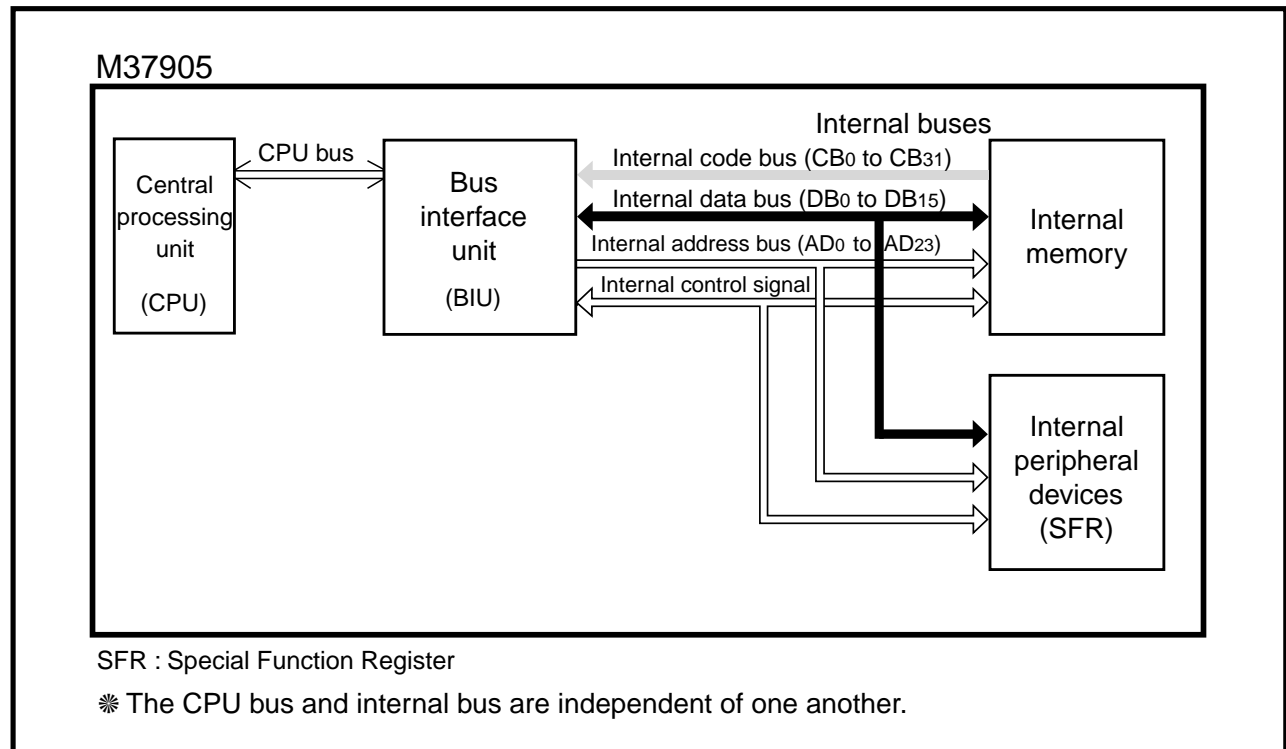 M37905
Internal buses
CPU bus
Internal code bus (CB0 to CB31)
Internal data bus (DB0 to DB15)
Internal address bus (AD0 to AD23)
Internal control signal
Central
processing
unit
(CPU)
Bus
interface
unit
(BIU)
Internal
memory
Internal
peripheral
devices
(SFR)
SFR : Special Function Register
❋ The CPU bus and internal bus are independent of one another.